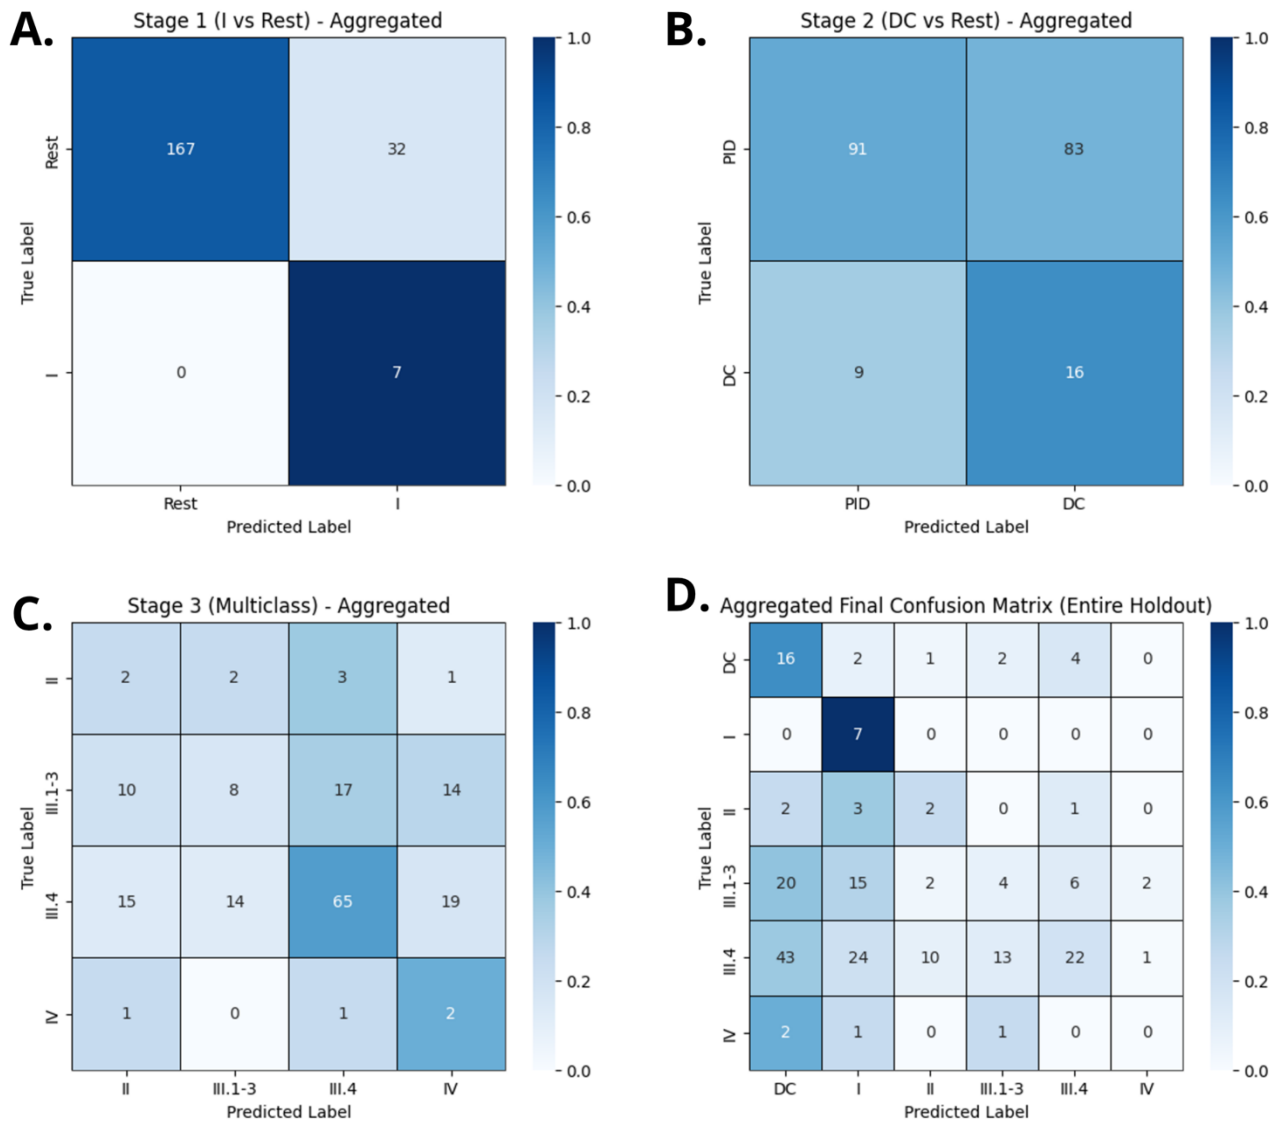 A.
Stage 1 (I vs Rest) - Aggregated
True Label
Rest
167 32
I
0 7
Rest I
Predicted Label
1.0
0.8
0.6
0.4
0.2
0.0
B.
Stage 2 (DC vs Rest) - Aggregated
True Label
PID
91 83
DC
9 16
PID DC
Predicted Label
1.0
0.8
0.6
0.4
0.2
0.0
C.
Stage 3 (Multiclass) - Aggregated
True Label
II
2 2 3 1
III.1-3
10 8 17 14
III.4
15 14 65 19
IV
1 0 1 2
II III.1-3 III.4 IV
Predicted Label
1.0
0.8
0.6
0.4
0.2
0.0
D.
Aggregated Final Confusion Matrix (Entire Holdout)
True Label
DC
16 2 1 2 4 0
I
0 7 0 0 0 0
II
2 3 2 0 1 0
III.1-3
20 15 2 4 6 2
III.4
43 24 10 13 22 1
IV
2 1 0 1 0 0
DC I II III.1-3 III.4 IV
Predicted Label
1.0
0.8
0.6
0.4
0.2
0.0